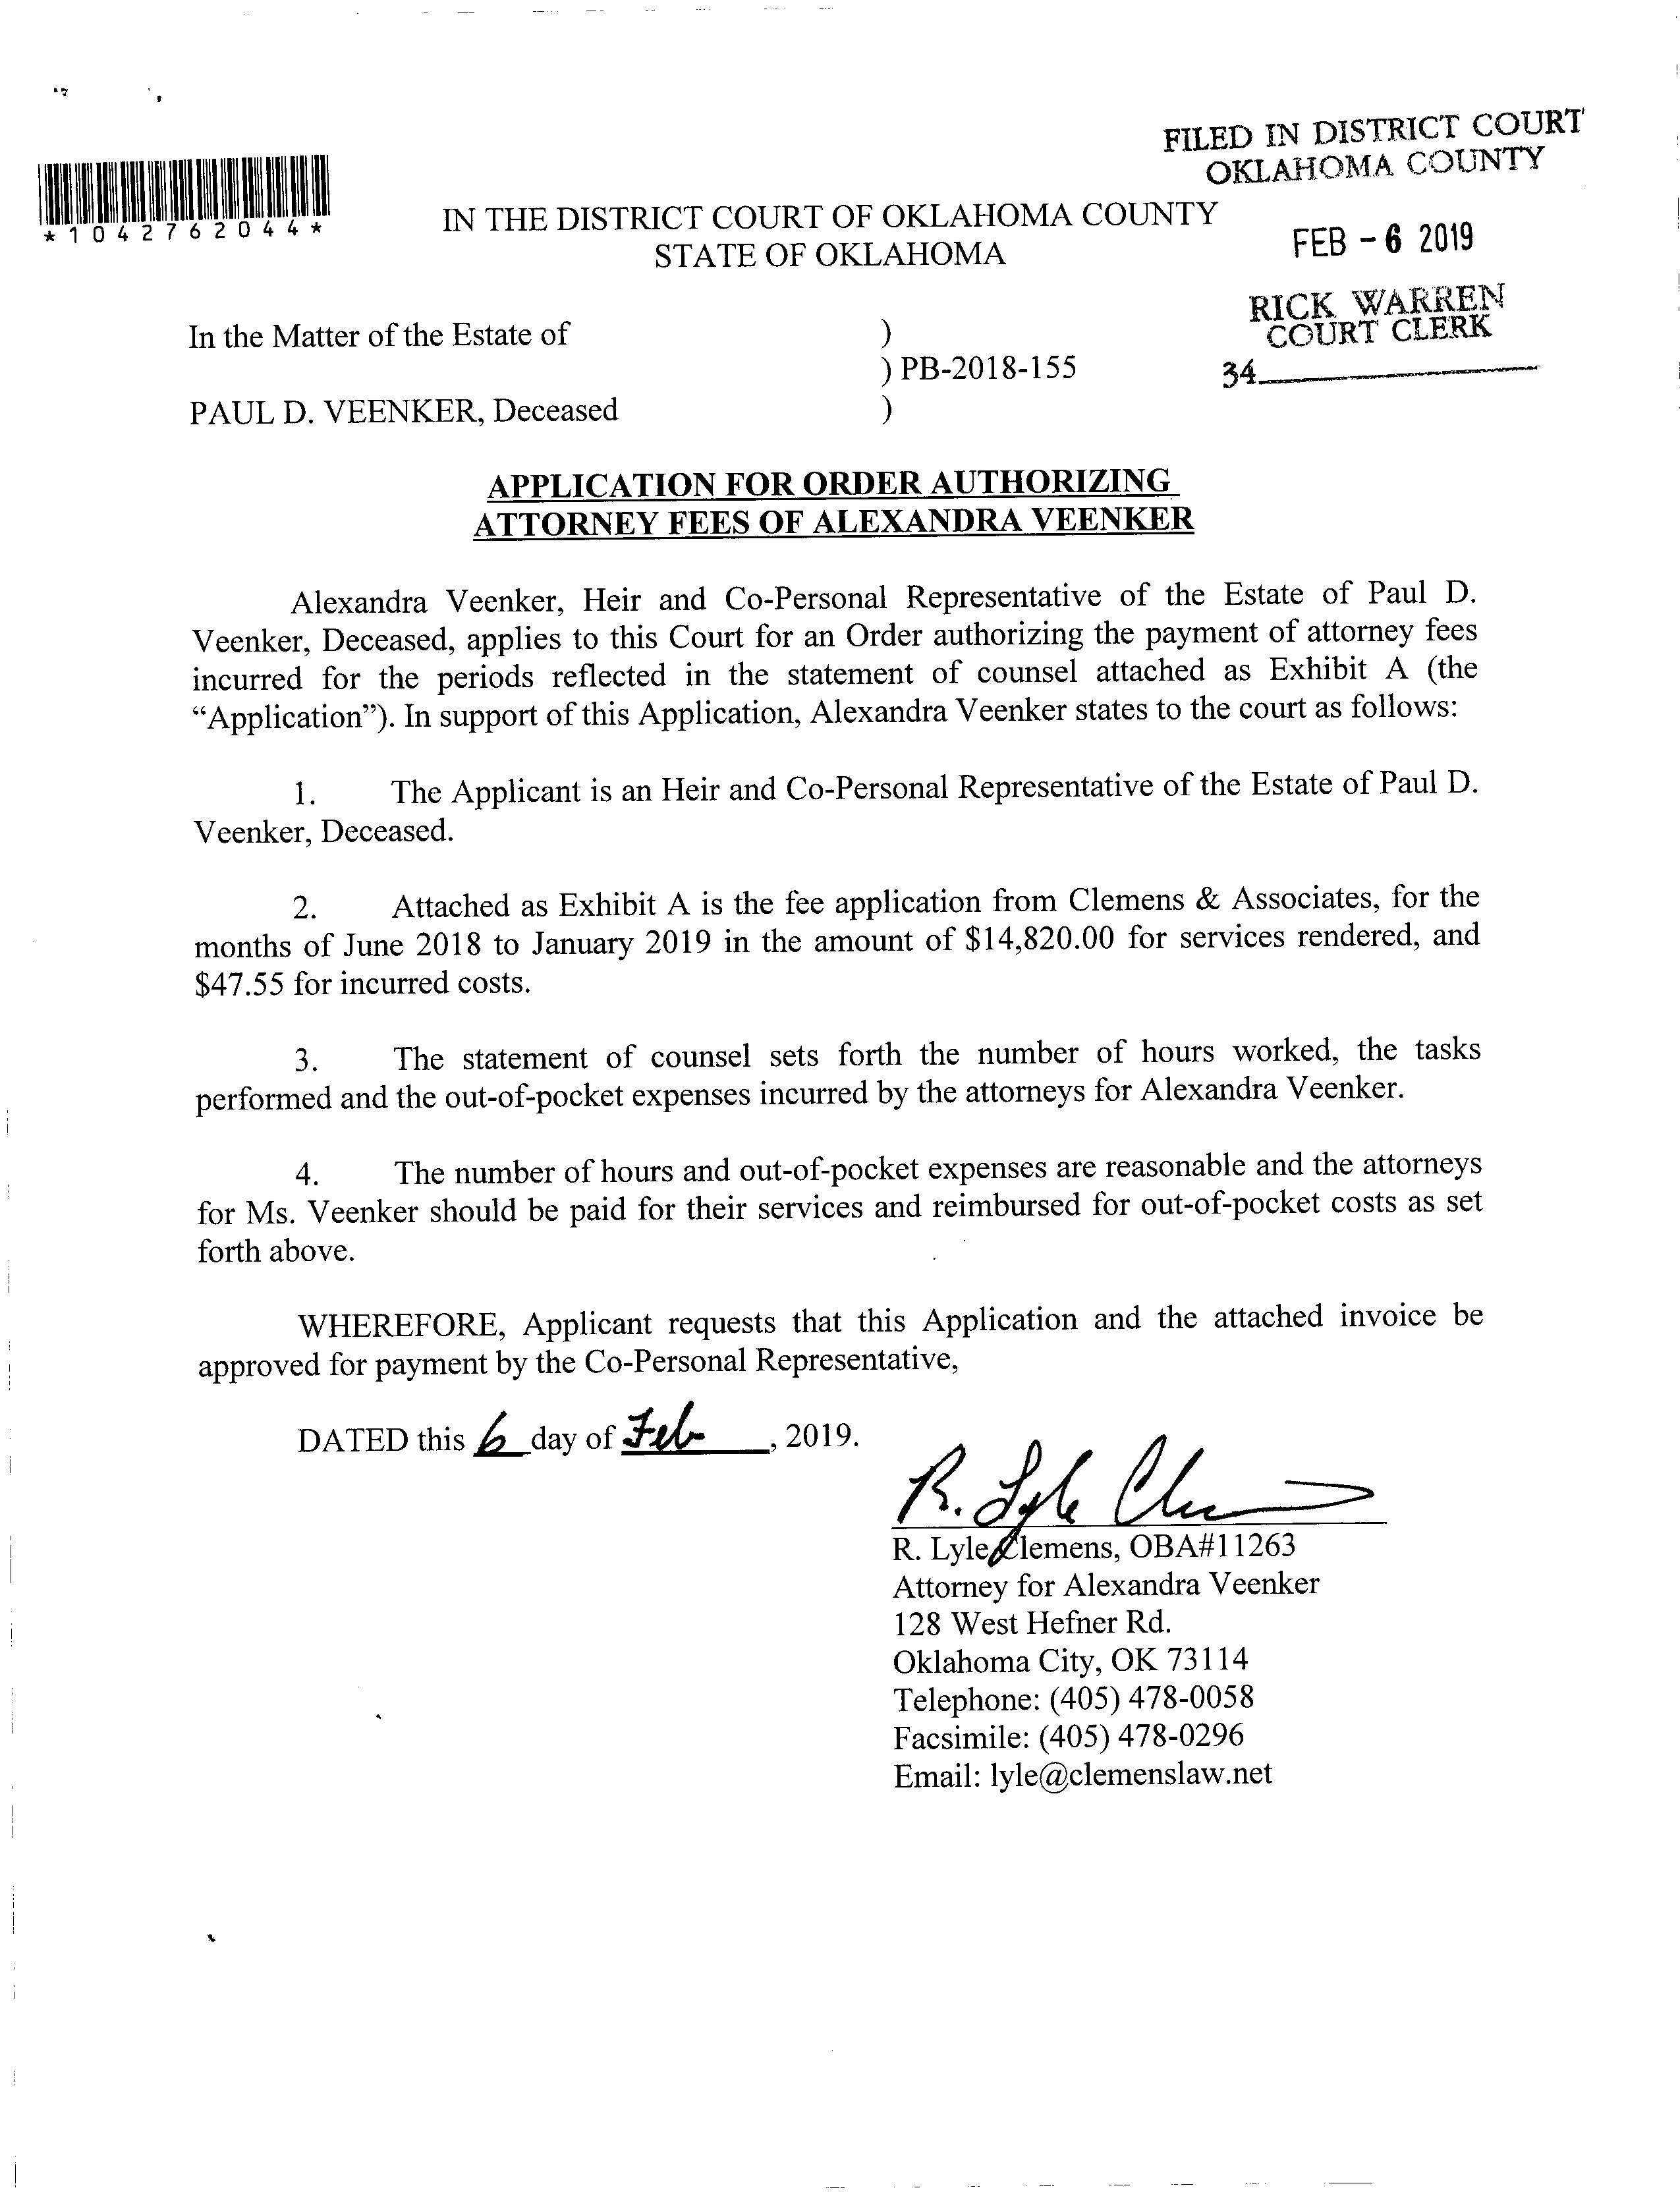 FILED IN DISTRICT COURT
OKLAHOMA COUNTY
*1042762044*
IN THE DISTRICT COURT OF OKLAHOMA COUNTY
STATE OF OKLAHOMA
FEB - 6 2019
RICK WARREN
COURT CLERK
34
In the Matter of the Estate of )
) PB-2018-155
PAUL D. VEENKER, Deceased )
APPLICATION FOR ORDER AUTHORIZING
ATTORNEY FEES OF ALEXANDRA VEENKER
Alexandra Veenker, Heir and Co-Personal Representative of the Estate of Paul D.
Veenker, Deceased, applies to this Court for an Order authorizing the payment of attorney fees
incurred for the periods reflected in the statement of counsel attached as Exhibit A (the
“Application”). In support of this Application, Alexandra Veenker states to the court as follows:
1. The Applicant is an Heir and Co-Personal Representative of the Estate of Paul D.
Veenker, Deceased.
2. Attached as Exhibit A is the fee application from Clemens & Associates, for the
months of June 2018 to January 2019 in the amount of $14,820.00 for services rendered, and
$47.55 for incurred costs.
3. The statement of counsel sets forth the number of hours worked, the tasks
performed and the out-of-pocket expenses incurred by the attorneys for Alexandra Veenker.
4. The number of hours and out-of-pocket expenses are reasonable and the attorneys
for Ms. Veenker should be paid for their services and reimbursed for out-of-pocket costs as set
forth above.
WHEREFORE, Applicant requests that this Application and the attached invoice be
approved for payment by the Co-Personal Representative,
DATED this 6 day of Feb, 2019.
R. Lyle Clemens, OBA#11263
Attorney for Alexandra Veenker
128 West Hefner Rd.
Oklahoma City, OK 73114
Telephone: (405) 478-0058
Facsimile: (405) 478-0296
Email: lyle@clemenslaw.net